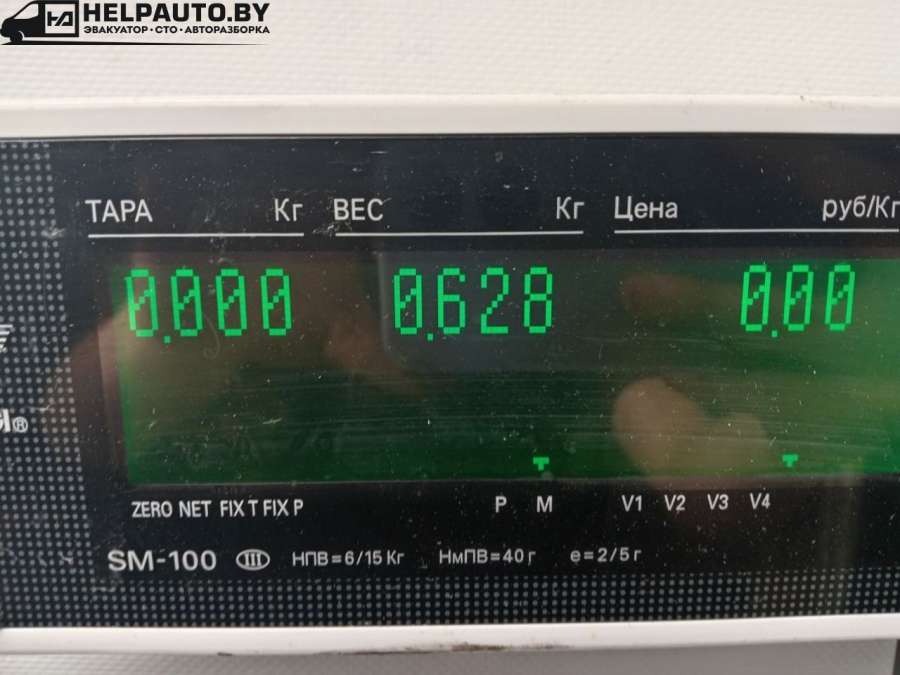 HELPAUTO.BY
ЭВАКУАТОР • СТО • АВТОРАЗБОРКА
ТАРА Кг ВЕС Кг Цена руб/Кг
0.000 0.628 0.00
ZERO NET FIX T FIX P P M V1 V2 V3 V4
SM-100 III НПВ=6/15 Кг НмПВ=40 г e=2/5 г